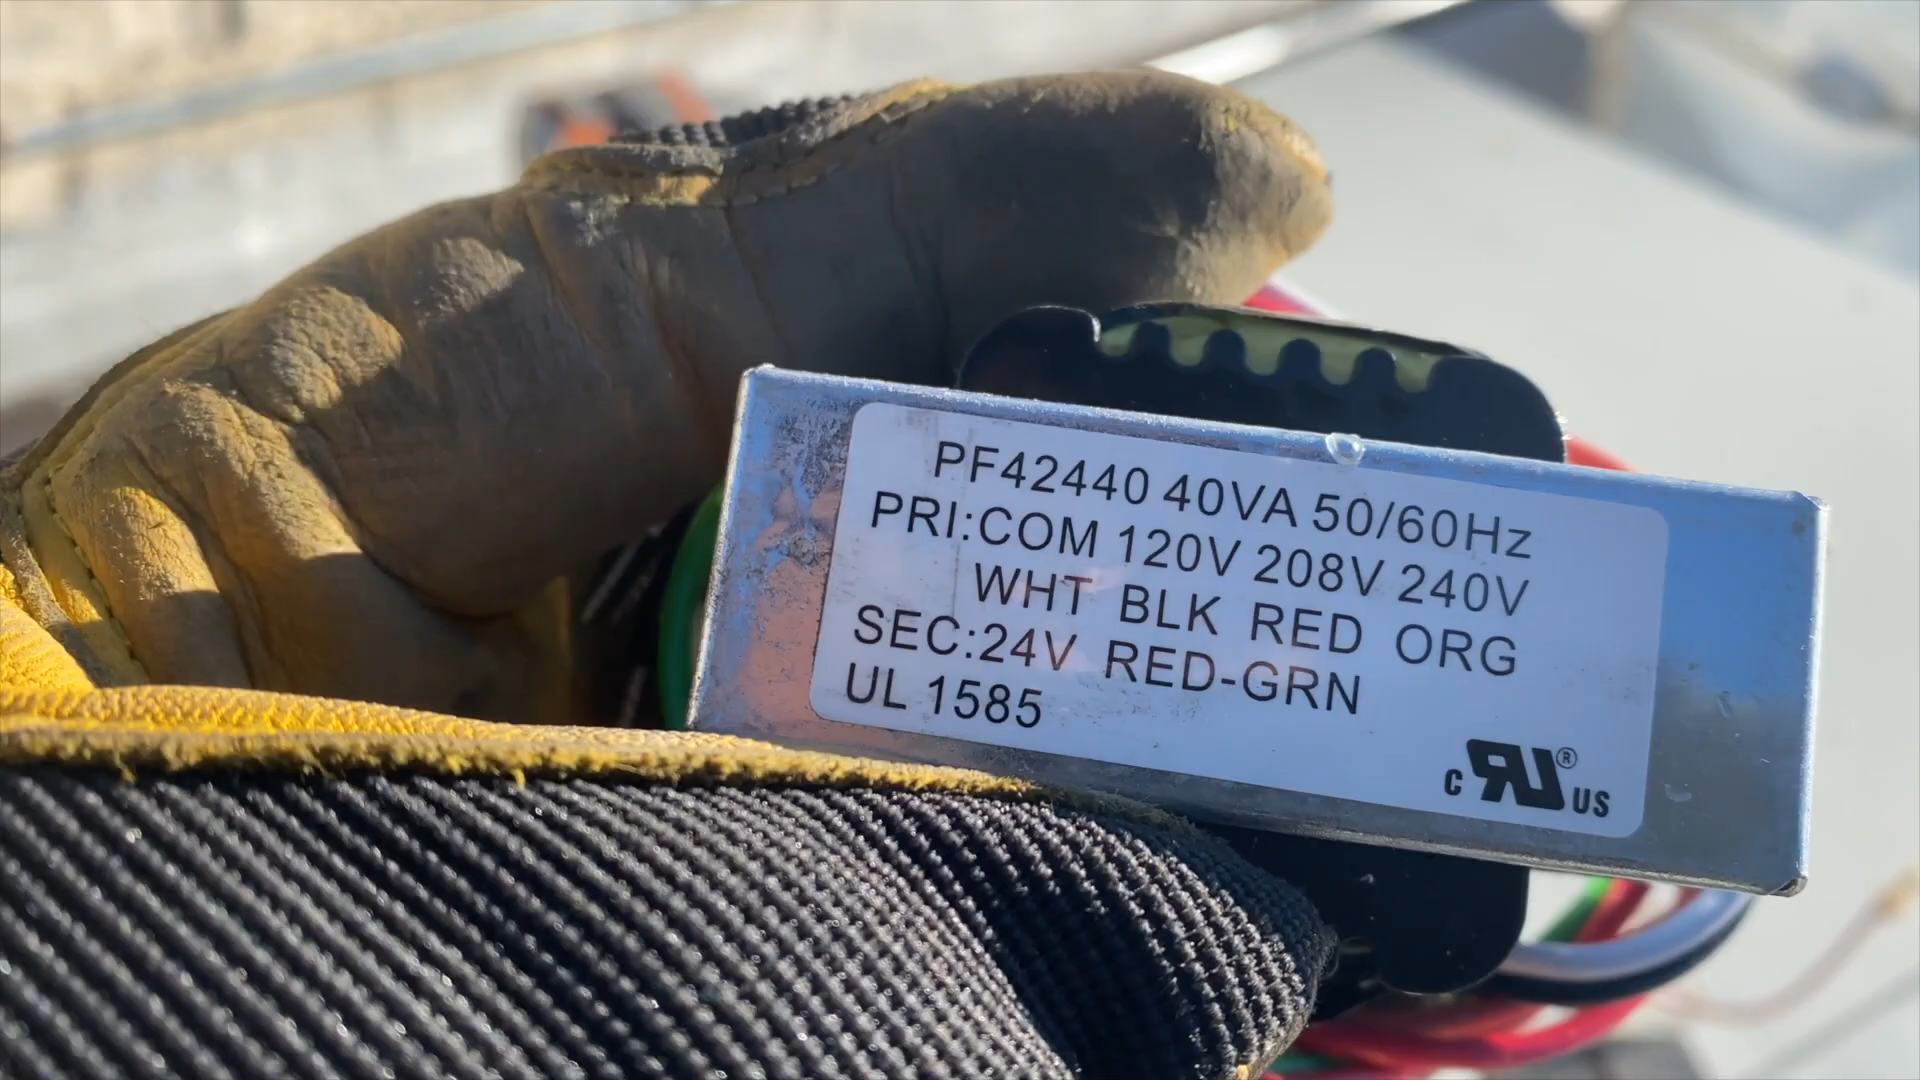 PF42440 40VA 50/60Hz
PRI:COM 120V 208V 240V
WHT BLK RED ORG
SEC:24V RED-GRN
UL 1585
c RU® US